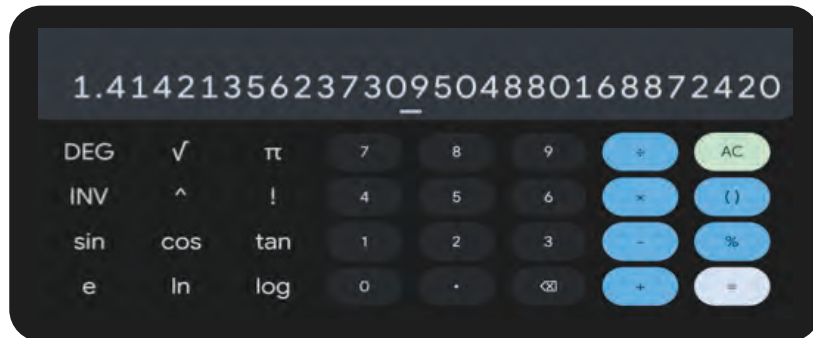 1.41421356237309504880168872420
DEG √ π 7 8 9 ÷ AC
INV ^ ! 4 5 6 × ()
sin cos tan 1 2 3 − %
e ln log 0 . ⌫ + =